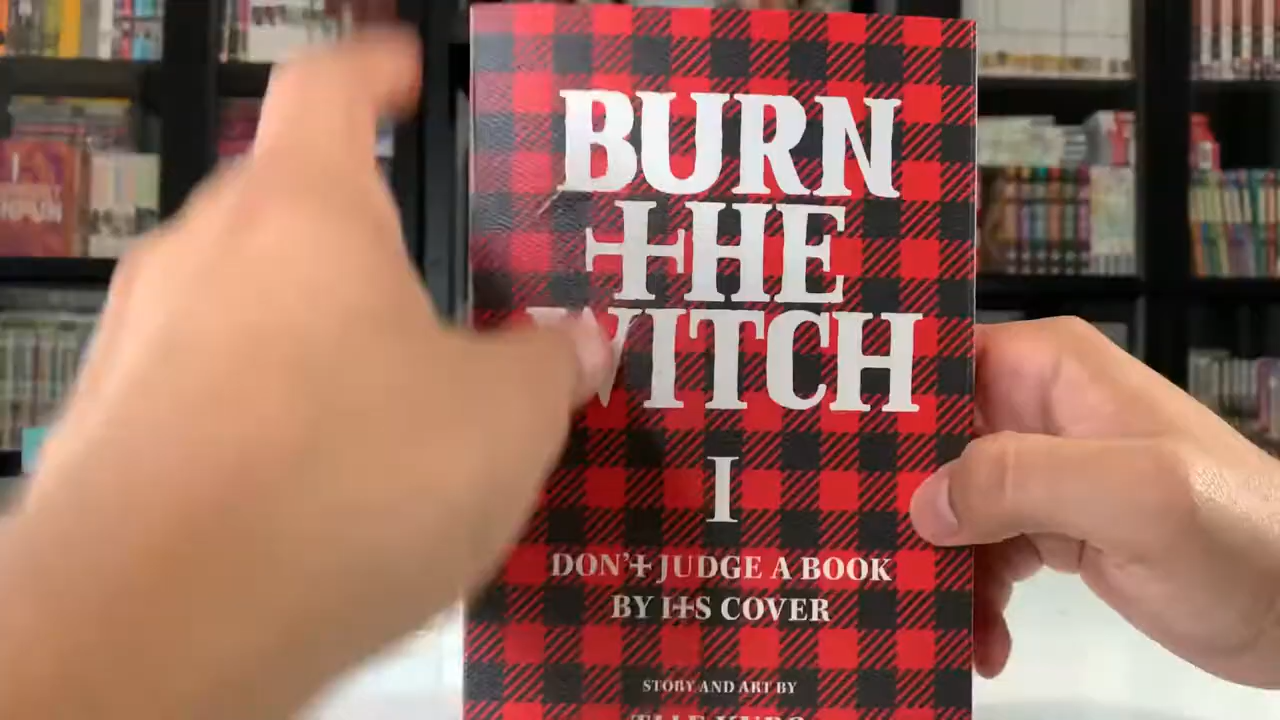 BURN
THE
WITCH
I
DON'T JUDGE A BOOK
BY ITS COVER
STORY AND ART BY